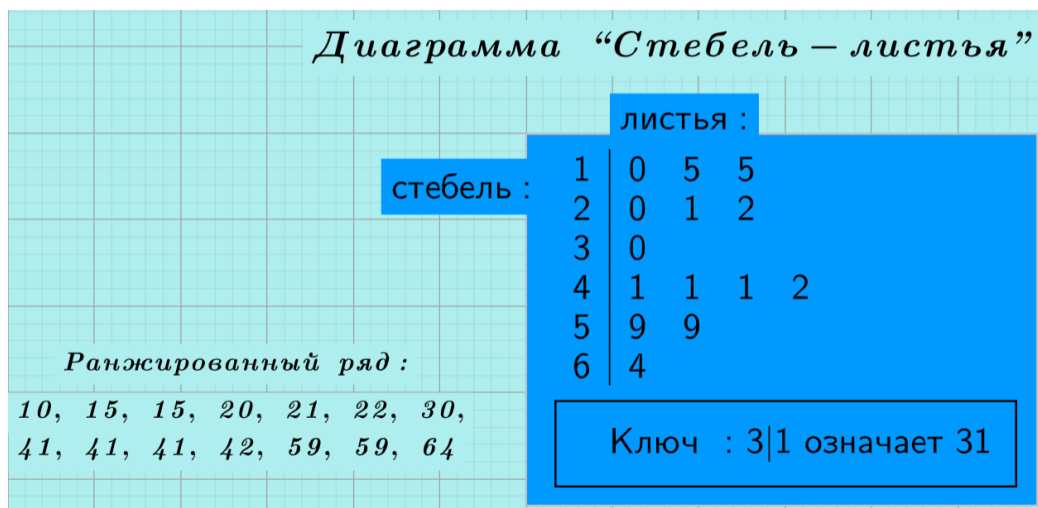 Диаграмма “Стебель – листья”
листья :
стебель :
1 | 0 5 5
2 | 0 1 2
3 | 0
4 | 1 1 1 2
5 | 9 9
6 | 4
Ранжированный ряд :
10, 15, 15, 20, 21, 22, 30,
41, 41, 41, 42, 59, 59, 64
Ключ : 3|1 означает 31